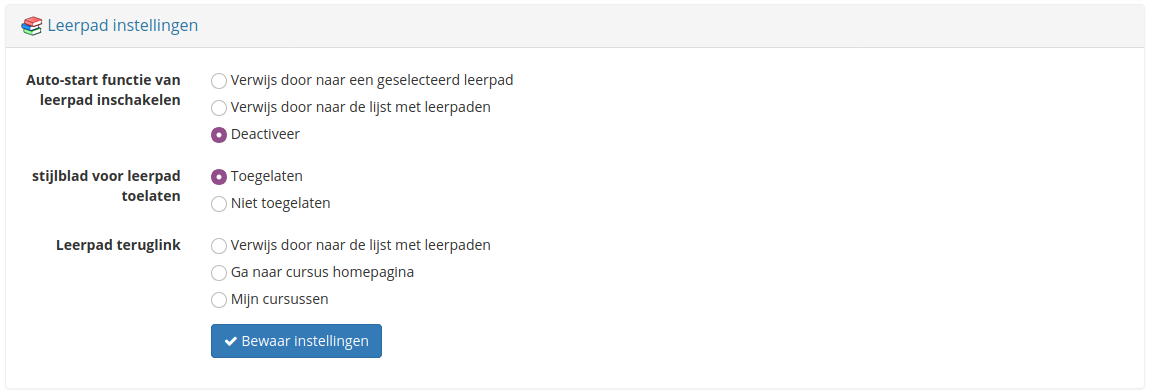 Leerpad instellingen
Auto-start functie van
leerpad inschakelen
Verwijs door naar een geselecteerd leerpad
Verwijs door naar de lijst met leerpaden
Deactiveer
stijlblad voor leerpad
toelaten
Toegelaten
Niet toegelaten
Leerpad teruglink
Verwijs door naar de lijst met leerpaden
Ga naar cursus homepagina
Mijn cursussen
Bewaar instellingen